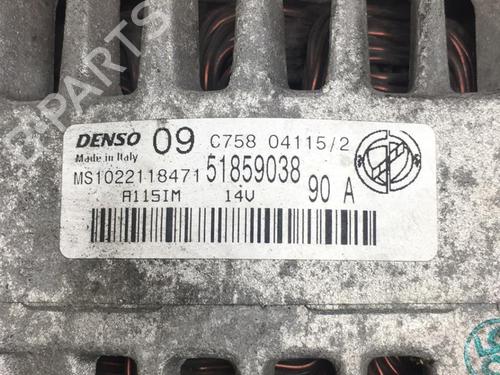 B-PARTS
DENSO 09 C758 04115/2
Made in Italy
MS1022118471 51859038
A115IM 14V 90 A